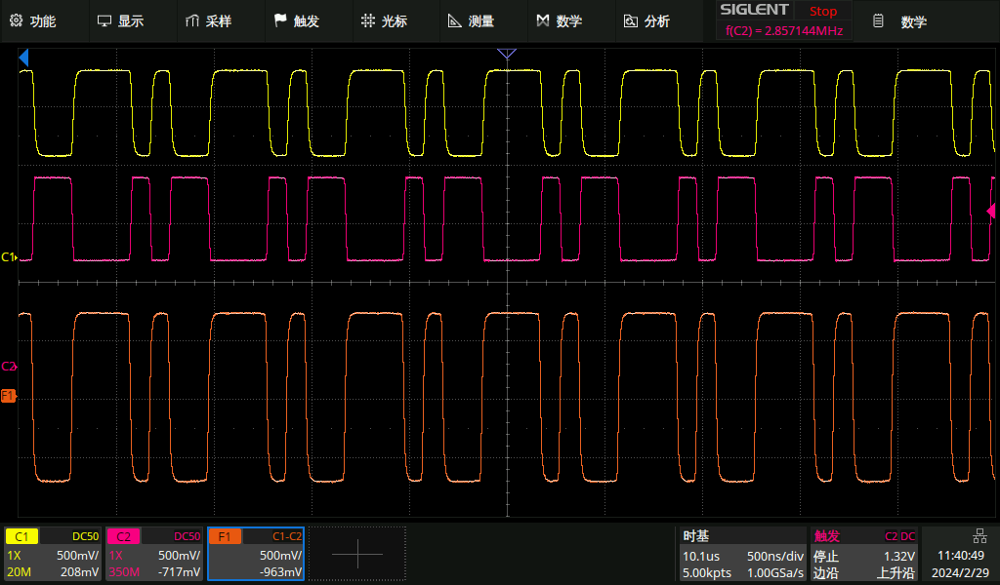 功能 显示 采样 触发 光标 测量 数学 分析 SIGLENT Stop 数学
f(C2) = 2.857144MHz
C1
C2
F1
C1 DC50 C2 DC50 F1 C1-C2 时基 触发 C2 DC
1X 500mV/ 1X 500mV/ 500mV/ 10.1us 500ns/div 停止 1.32V 11:40:49
20M 208mV 350M -717mV -963mV 5.00kpts 1.00GSa/s 边沿 上升沿 2024/2/29